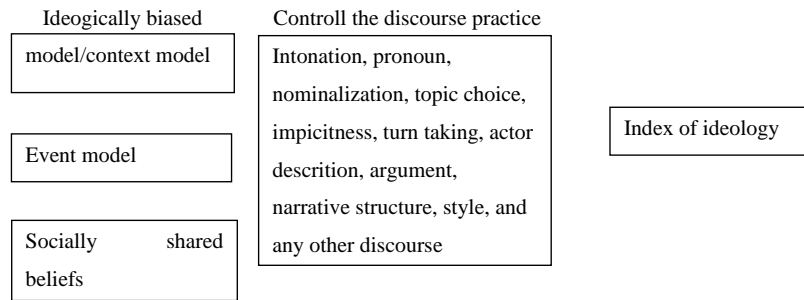 Ideogically biased
model/context model
Event model
Socially shared
beliefs
Controll the discourse practice
Intonation, pronoun,
nominalization, topic choice,
impicitness, turn taking, actor
descrition, argument,
narrative structure, style, and
any other discourse
Index of ideology